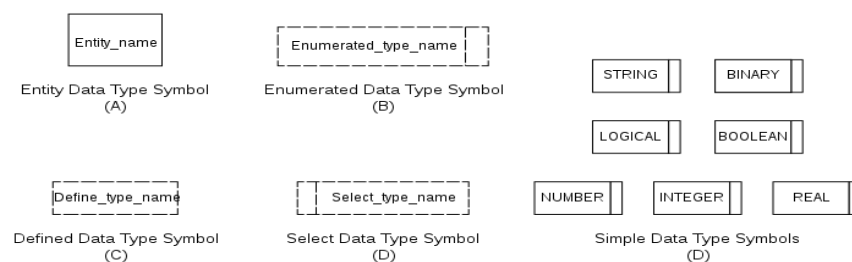 Entity_name
Entity Data Type Symbol
(A)
Enumerated_type_name
Enumerated Data Type Symbol
(B)
Define_type_name
Defined Data Type Symbol
(C)
Select_type_name
Select Data Type Symbol
(D)
STRING
BINARY
LOGICAL
BOOLEAN
NUMBER
INTEGER
REAL
Simple Data Type Symbols
(D)